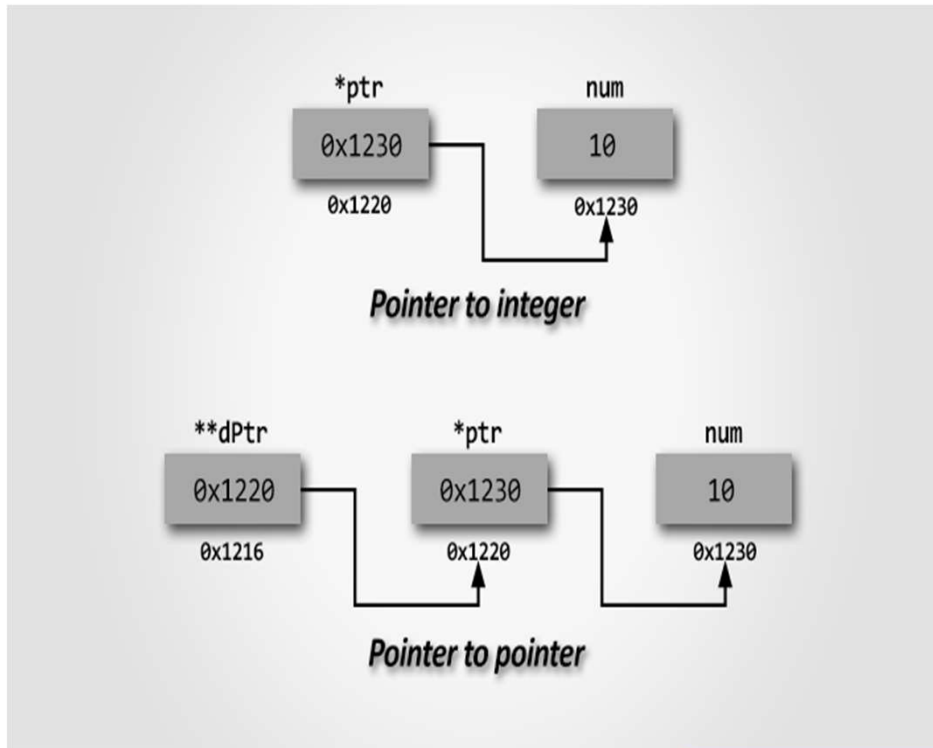 *ptr num
0x1230 10
0x1220 0x1230
Pointer to integer
**dPtr *ptr num
0x1220 0x1230 10
0x1216 0x1220 0x1230
Pointer to pointer